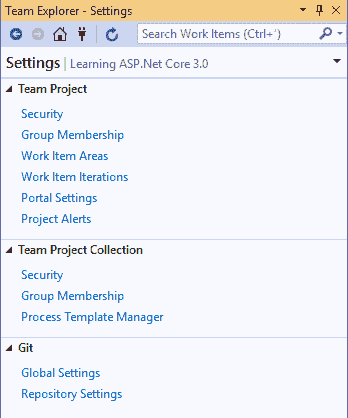 Team Explorer - Settings
Search Work Items (Ctrl+')
Settings | Learning ASP.Net Core 3.0
Team Project
Security
Group Membership
Work Item Areas
Work Item Iterations
Portal Settings
Project Alerts
Team Project Collection
Security
Group Membership
Process Template Manager
Git
Global Settings
Repository Settings